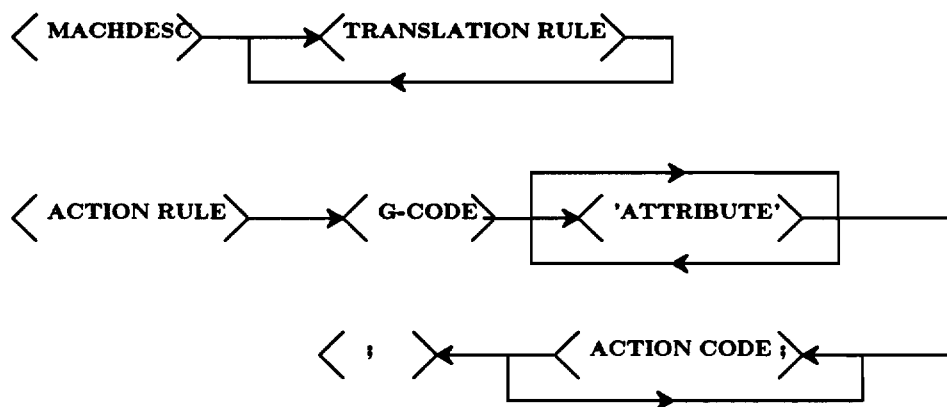 MACHDESC TRANSLATION RULE
ACTION RULE G-CODE 'ATTRIBUTE'
; ACTION CODE ;